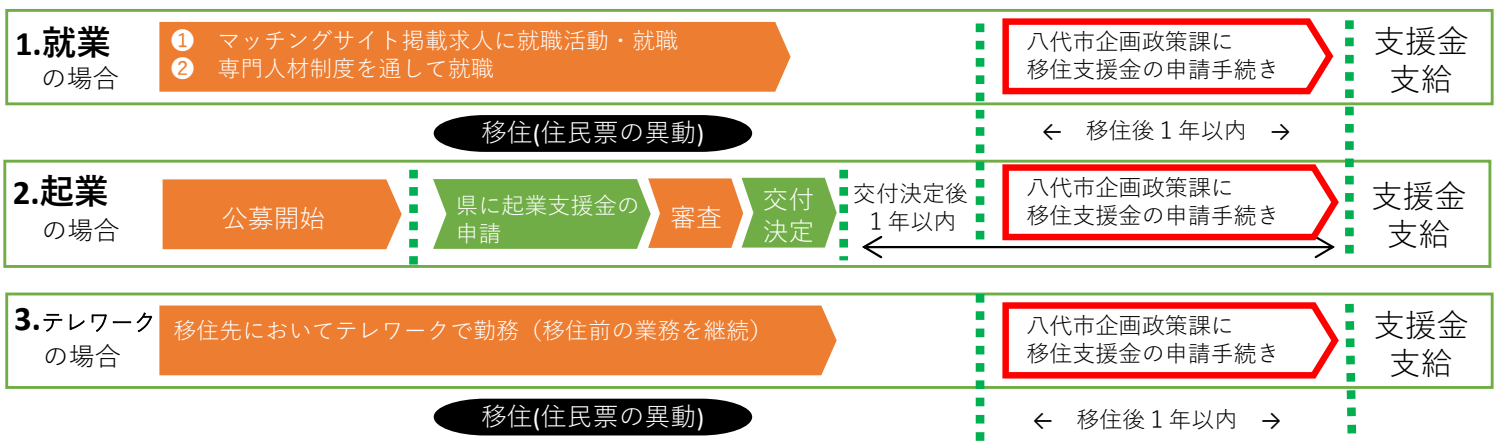 1.就業
の場合
❶ マッチングサイト掲載求人に就職活動・就職
❷ 専門人材制度を通して就職
八代市企画政策課に
移住支援金の申請手続き
支援金
支給
移住(住民票の異動)
← 移住後１年以内 →
2.起業
の場合
公募開始
県に起業支援金の
申請
審査
交付
決定
交付決定後
１年以内
八代市企画政策課に
移住支援金の申請手続き
支援金
支給
3.テレワーク
の場合
移住先においてテレワークで勤務（移住前の業務を継続）
八代市企画政策課に
移住支援金の申請手続き
支援金
支給
移住(住民票の異動)
← 移住後１年以内 →